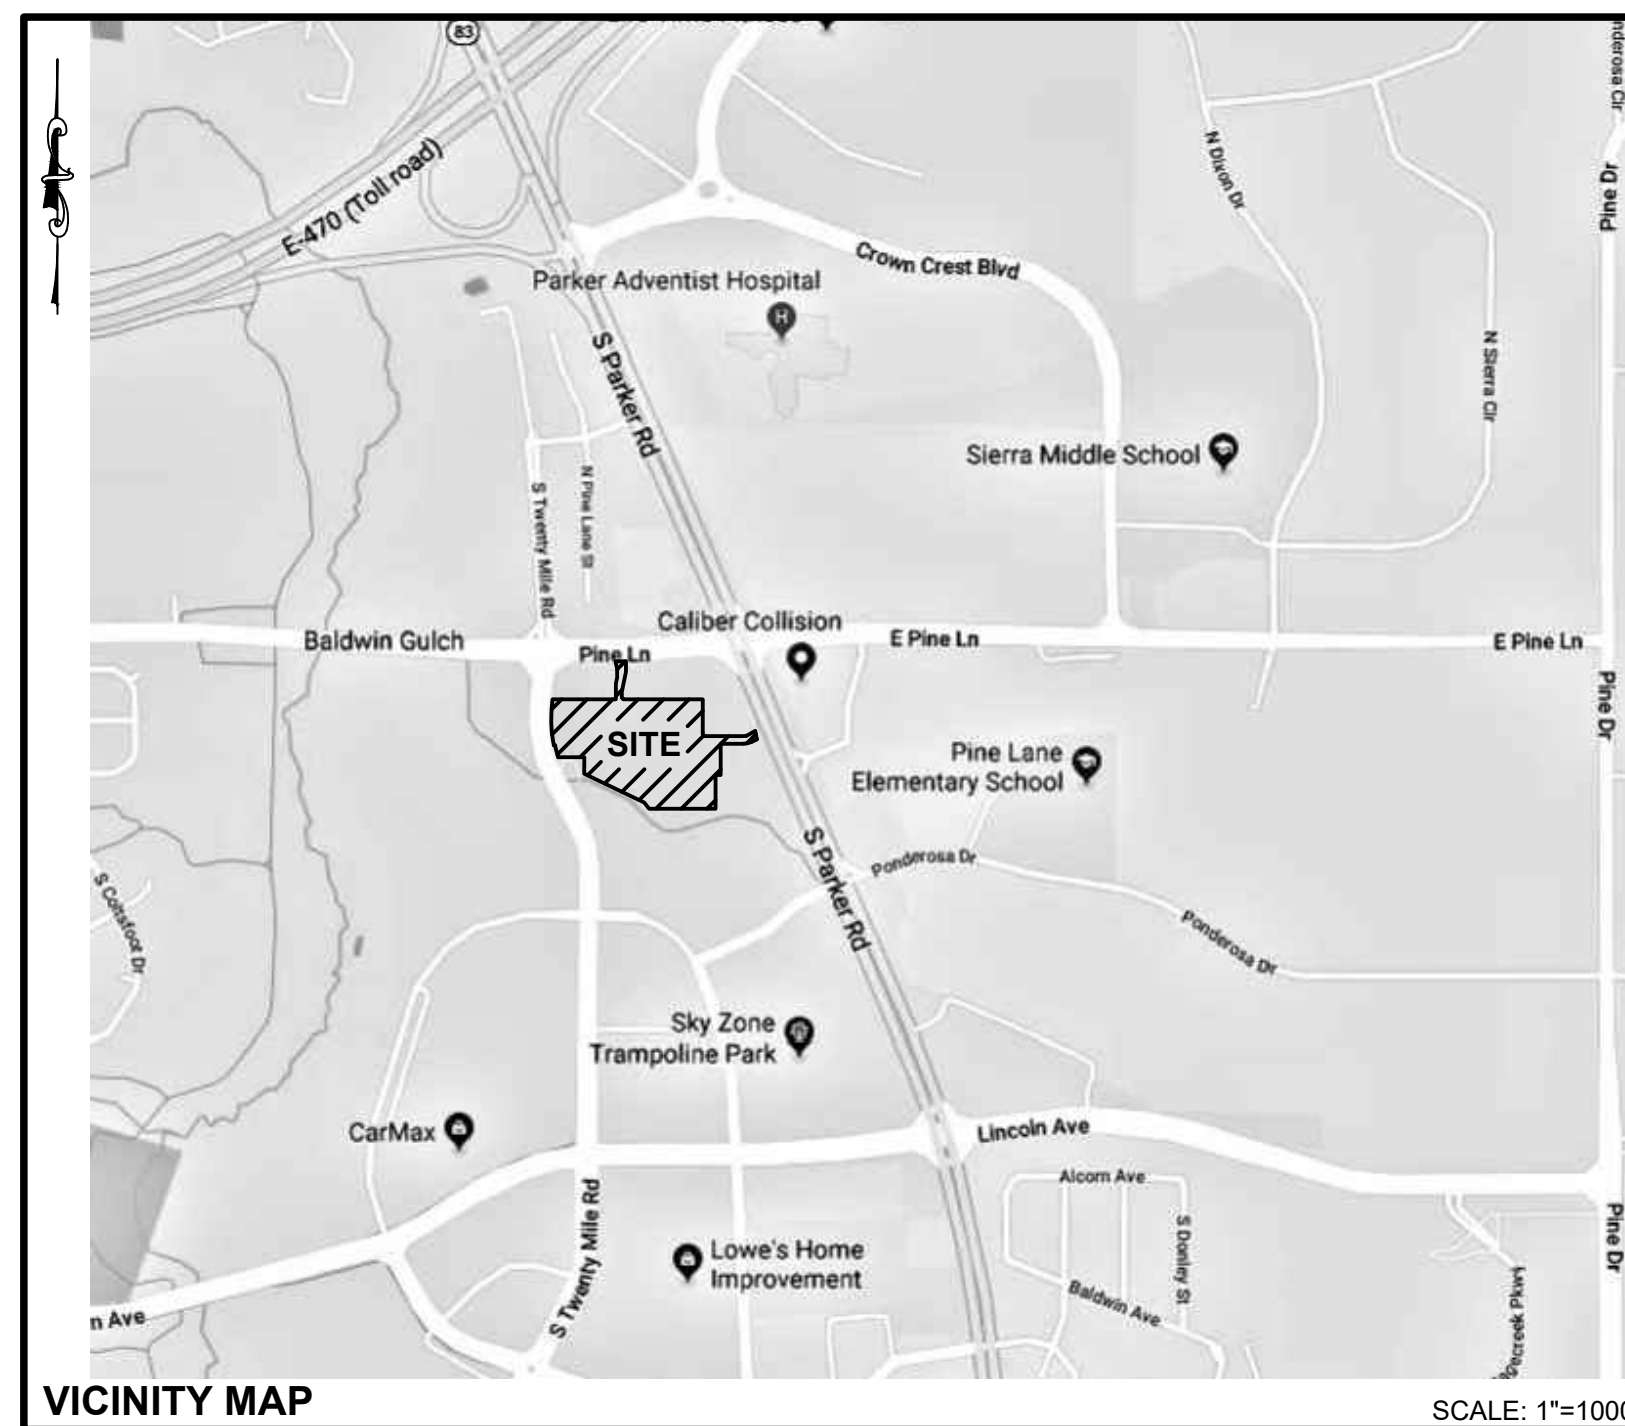 83
E-470 (Toll road)
N Dixon Dr
Pine Dr
Crown Crest Blvd
Parker Adventist Hospital
H
S Parker Rd
N Sierra Cir
Sierra Middle School
S Twenty Mile Rd
N Pine Lane St
Caliber Collision
Baldwin Gulch
Pine Ln
E Pine Ln
E Pine Ln
Pine Dr
SITE
Pine Lane
Elementary School
S Parker Rd
Ponderosa Dr
S Coltsfoot Dr
Ponderosa Dr
Sky Zone
Trampoline Park
CarMax
Lincoln Ave
Alcorn Ave
S Twenty Mile Rd
S Donley St
Pine Dr
Lowe's Home
Improvement
Baldwin Ave
n Ave
Pkwy
VICINITY MAP
SCALE: 1"=1000